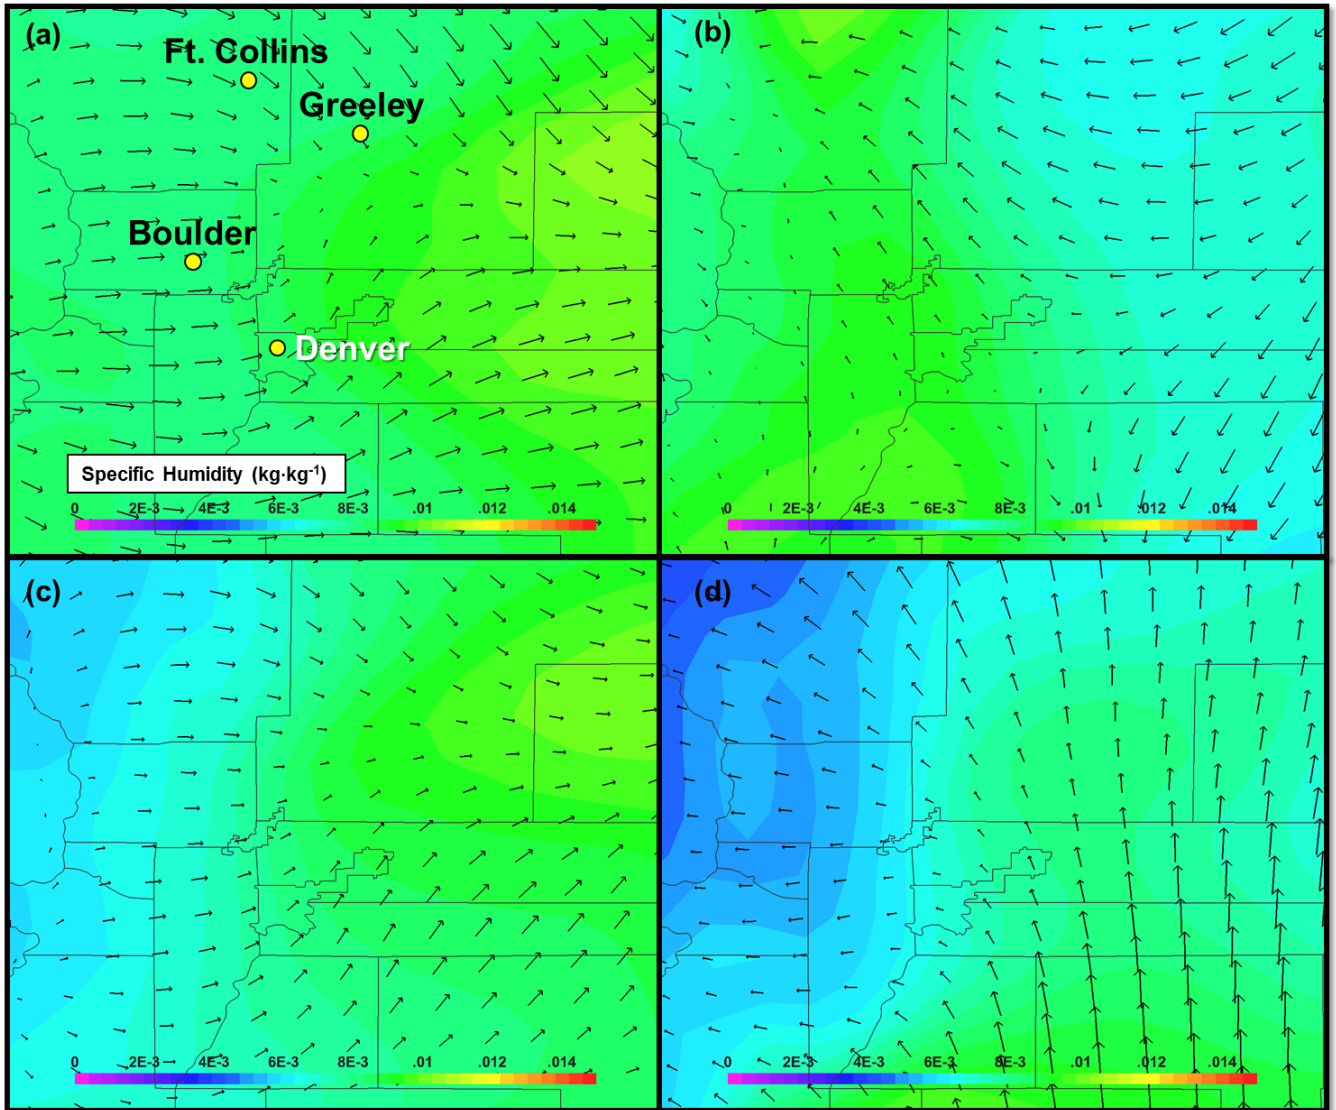 (a)
Ft. Collins
Greeley
Boulder
Denver
Specific Humidity (kg·kg-1)
0 2E-3 4E-3 6E-3 8E-3 .01 .012 .014
(b)
0 2E-3 4E-3 6E-3 8E-3 .01 .012 .014
(c)
0 2E-3 4E-3 6E-3 8E-3 .01 .012 .014
(d)
0 2E-3 4E-3 6E-3 8E-3 .01 .012 .014